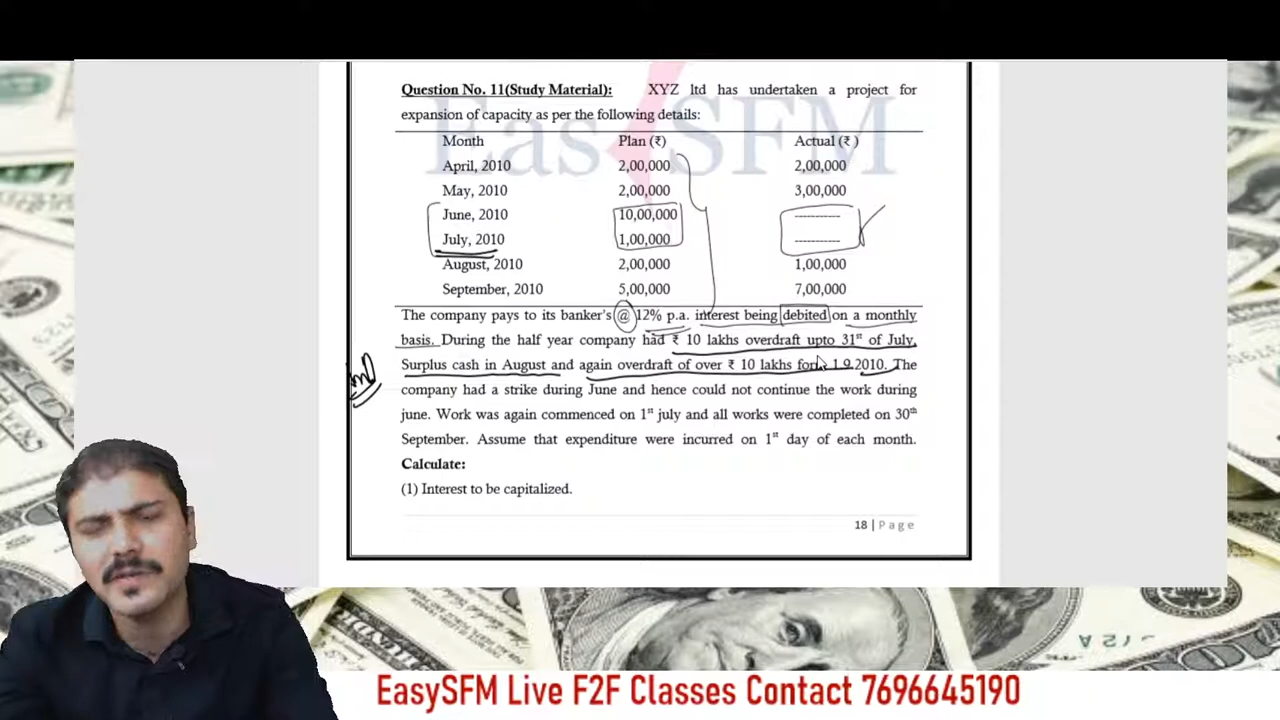 Question No. 11(Study Material): XYZ ltd has undertaken a project for
expansion of capacity as per the following details:
Month Plan (₹) Actual (₹ )
April, 2010 2,00,000 2,00,000
May, 2010 2,00,000 3,00,000
June, 2010 10,00,000 -----------
July, 2010 1,00,000 -----------
August, 2010 2,00,000 1,00,000
September, 2010 5,00,000 7,00,000
The company pays to its banker's @ 12% p.a. interest being debited on a monthly
basis. During the half year company had ₹ 10 lakhs overdraft upto 31st of July,
Surplus cash in August and again overdraft of over ₹ 10 lakhs form 1.9.2010. The
company had a strike during June and hence could not continue the work during
june. Work was again commenced on 1st july and all works were completed on 30th
September. Assume that expenditure were incurred on 1st day of each month.
Calculate:
(1) Interest to be capitalized.
18 | Page
EasySFM Live F2F Classes Contact 7696645190